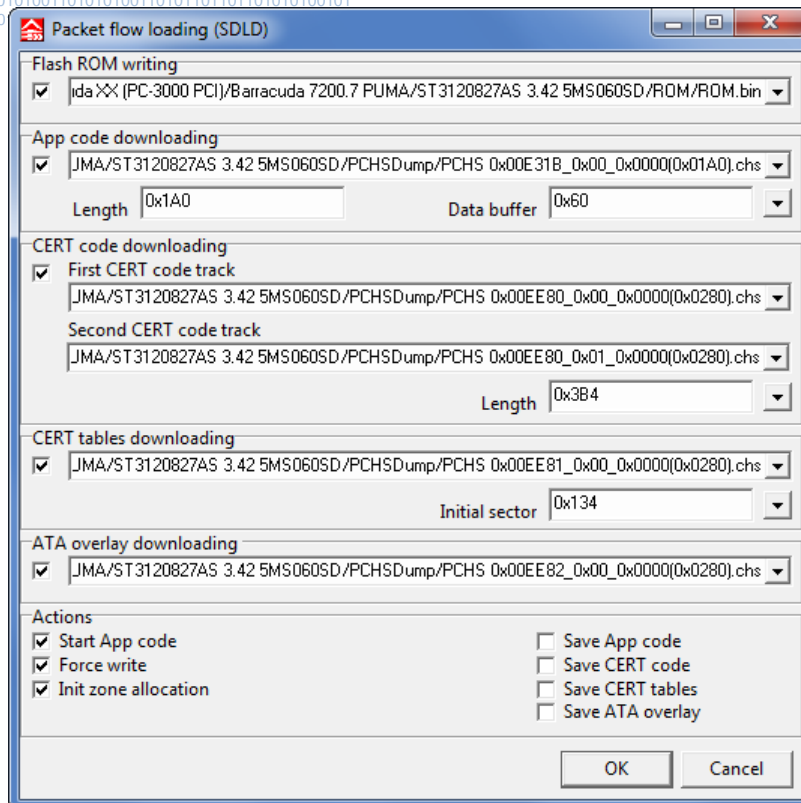 Packet flow loading (SDLD)
Flash ROM writing
ıda XX (PC-3000 PCI)/Barracuda 7200.7 PUMA/ST3120827AS 3.42 5MS060SD/ROM/ROM.bin
App code downloading
JMA/ST3120827AS 3.42 5MS060SD/PCHSDump/PCHS 0x00E31B_0x00_0x0000(0x01A0).chs
Length 0x1A0 Data buffer 0x60
CERT code downloading
First CERT code track
JMA/ST3120827AS 3.42 5MS060SD/PCHSDump/PCHS 0x00EE80_0x00_0x0000(0x0280).chs
Second CERT code track
JMA/ST3120827AS 3.42 5MS060SD/PCHSDump/PCHS 0x00EE80_0x01_0x0000(0x0280).chs
Length 0x3B4
CERT tables downloading
JMA/ST3120827AS 3.42 5MS060SD/PCHSDump/PCHS 0x00EE81_0x00_0x0000(0x0280).chs
Initial sector 0x134
ATA overlay downloading
JMA/ST3120827AS 3.42 5MS060SD/PCHSDump/PCHS 0x00EE82_0x00_0x0000(0x0280).chs
Actions
Start App code Save App code
Force write Save CERT code
Init zone allocation Save CERT tables
Save ATA overlay
OK Cancel